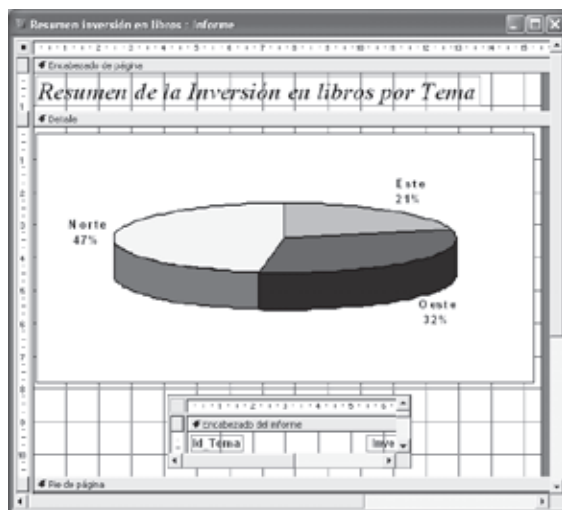 Resumen inversión en libros : Informe
Encabezado de página
Resumen de la Inversión en libros por Tema
Detalle
Este
21%
Norte
47%
Oeste
32%
Encabezado del informe
Id_Tema
Inve
Pie de página